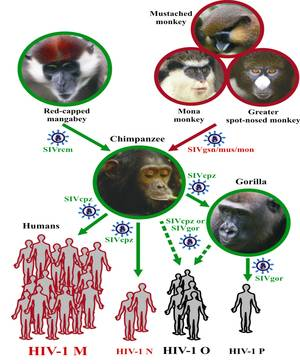 Mustached
monkey
Red-capped
mangabey
Mona
monkey
Greater
spot-nosed monkey
SIVrcm
Chimpanzee
SIVgsn/mus/mon
SIVcpz
SIVcpz
SIVcpz
Gorilla
Humans
SIVcpz
SIVcpz or
SIVgor
SIVgor
HIV-1 M
HIV-1 N
HIV-1 O
HIV-1 P